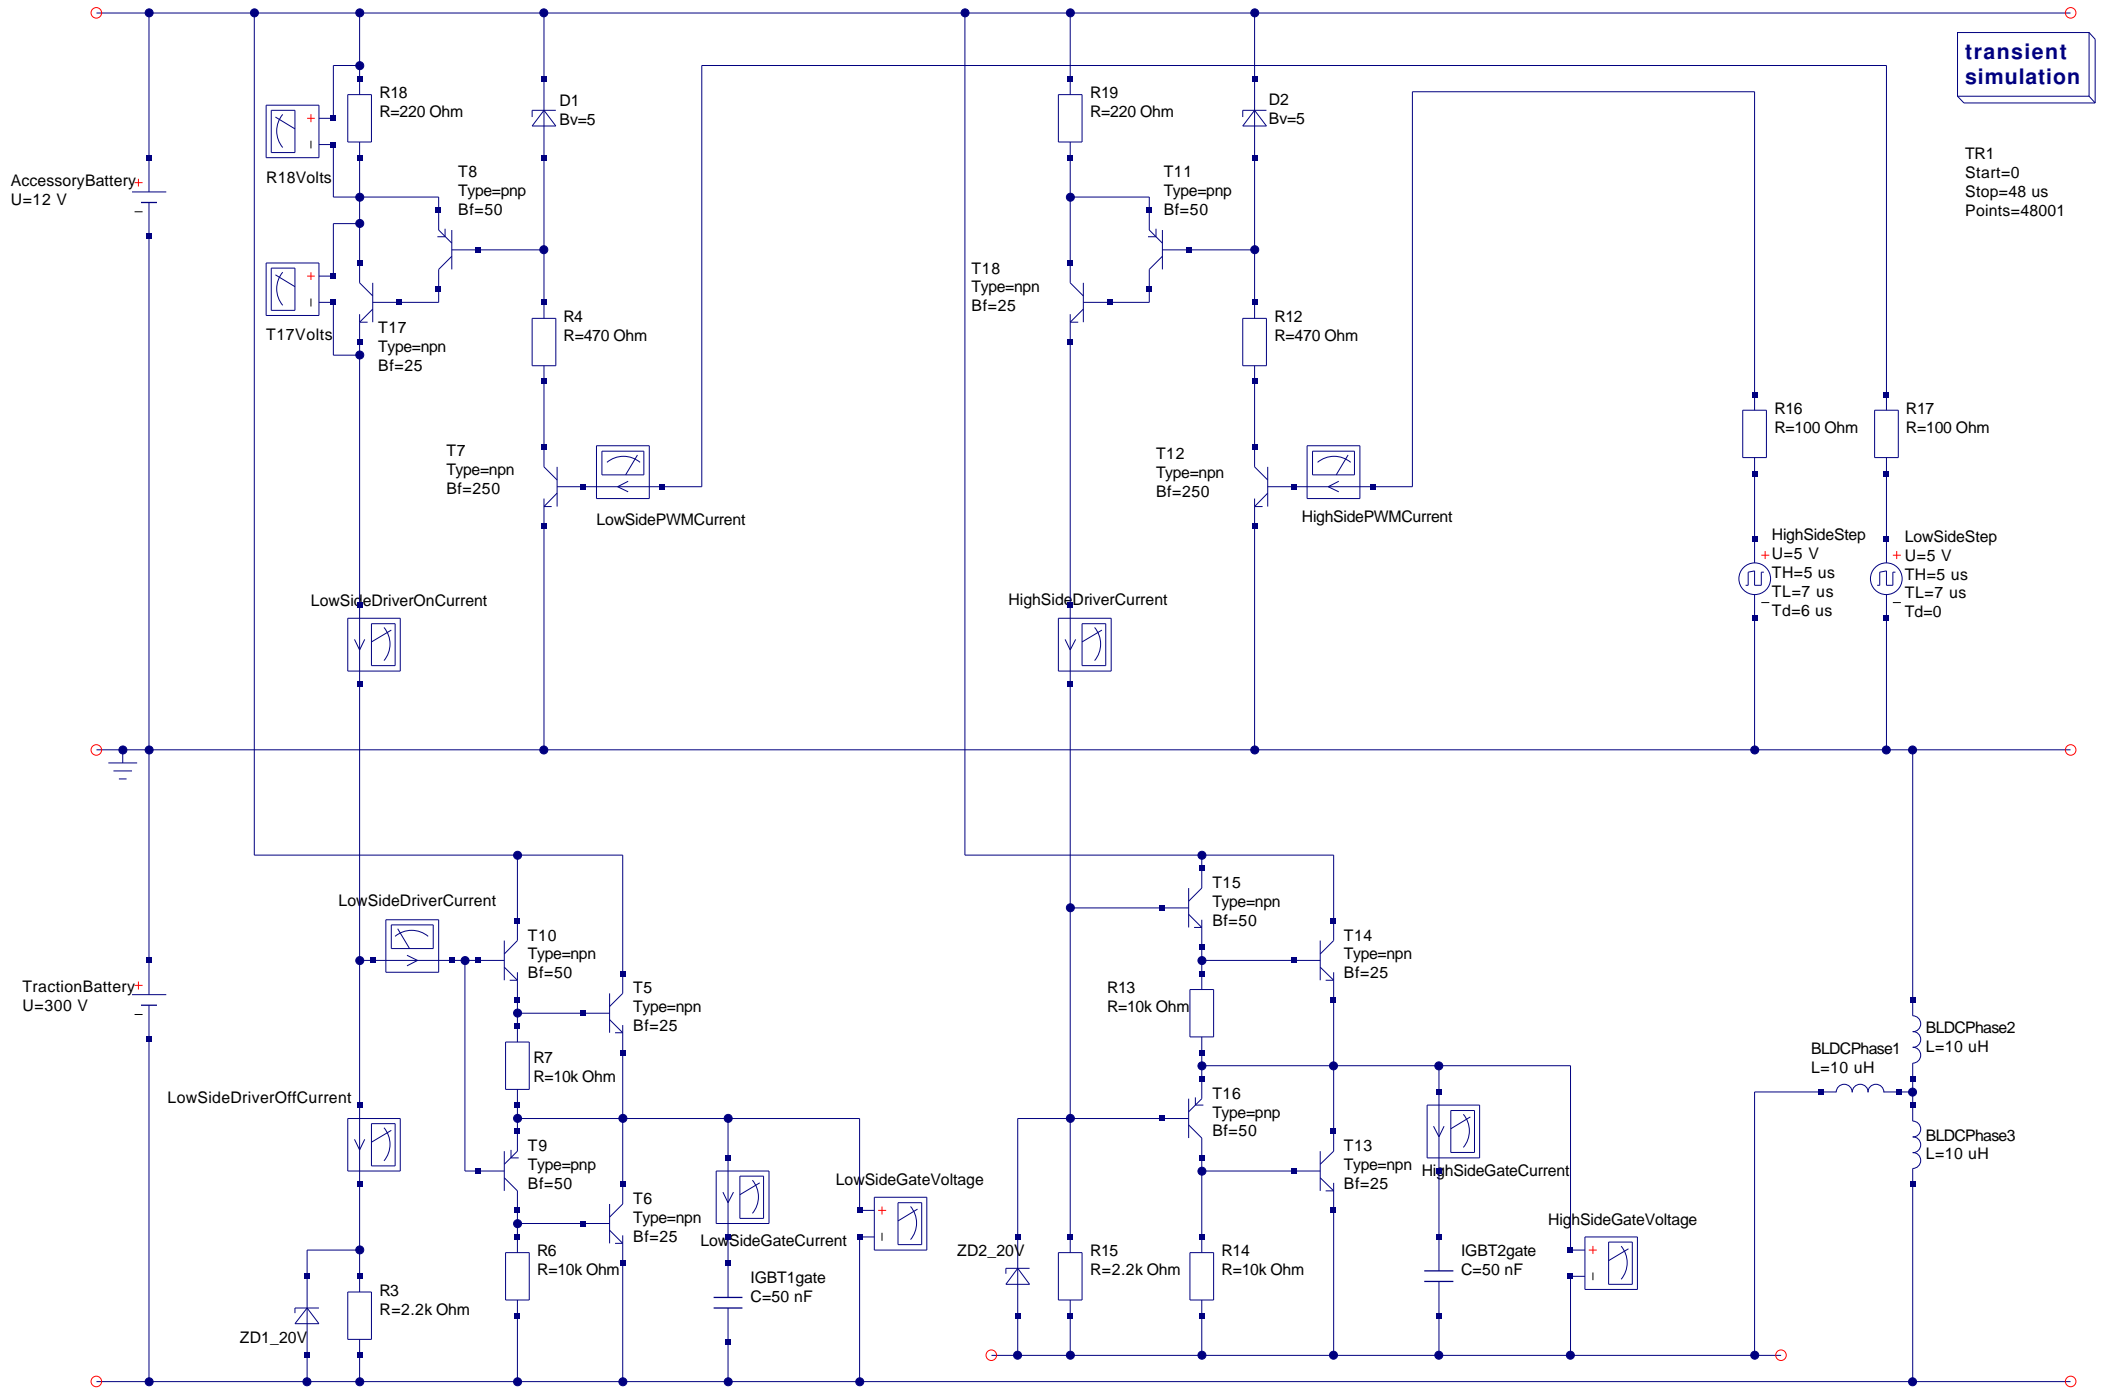 transient
simulation
TR1
Start=0
Stop=48 us
Points=48001
AccessoryBattery
U=12 V
R18
R=220 Ohm
R18Volts
D1
Bv=5
T8
Type=pnp
Bf=50
T17Volts
T17
Type=npn
Bf=25
R4
R=470 Ohm
T7
Type=npn
Bf=250
LowSidePWMCurrent
R19
R=220 Ohm
D2
Bv=5
T11
Type=pnp
Bf=50
T18
Type=npn
Bf=25
R12
R=470 Ohm
T12
Type=npn
Bf=250
HighSidePWMCurrent
R16
R=100 Ohm
R17
R=100 Ohm
HighSideStep
U=5 V
TH=5 us
TL=7 us
Td=6 us
LowSideStep
U=5 V
TH=5 us
TL=7 us
Td=0
LowSideDriverOnCurrent
HighSideDriverCurrent
TractionBattery
U=300 V
LowSideDriverCurrent
T10
Type=npn
Bf=50
T5
Type=npn
Bf=25
R7
R=10k Ohm
LowSideDriverOffCurrent
T9
Type=pnp
Bf=50
T6
Type=npn
Bf=25
R6
R=10k Ohm
LowSideGateVoltage
LowSideGateCurrent
IGBT1gate
C=50 nF
R3
R=2.2k Ohm
ZD1_20V
T15
Type=npn
Bf=50
T14
Type=npn
Bf=25
R13
R=10k Ohm
T16
Type=pnp
Bf=50
T13
Type=npn
Bf=25
HighSideGateCurrent
HighSideGateVoltage
ZD2_20V
R15
R=2.2k Ohm
R14
R=10k Ohm
IGBT2gate
C=50 nF
BLDCPhase2
L=10 uH
BLDCPhase1
L=10 uH
BLDCPhase3
L=10 uH